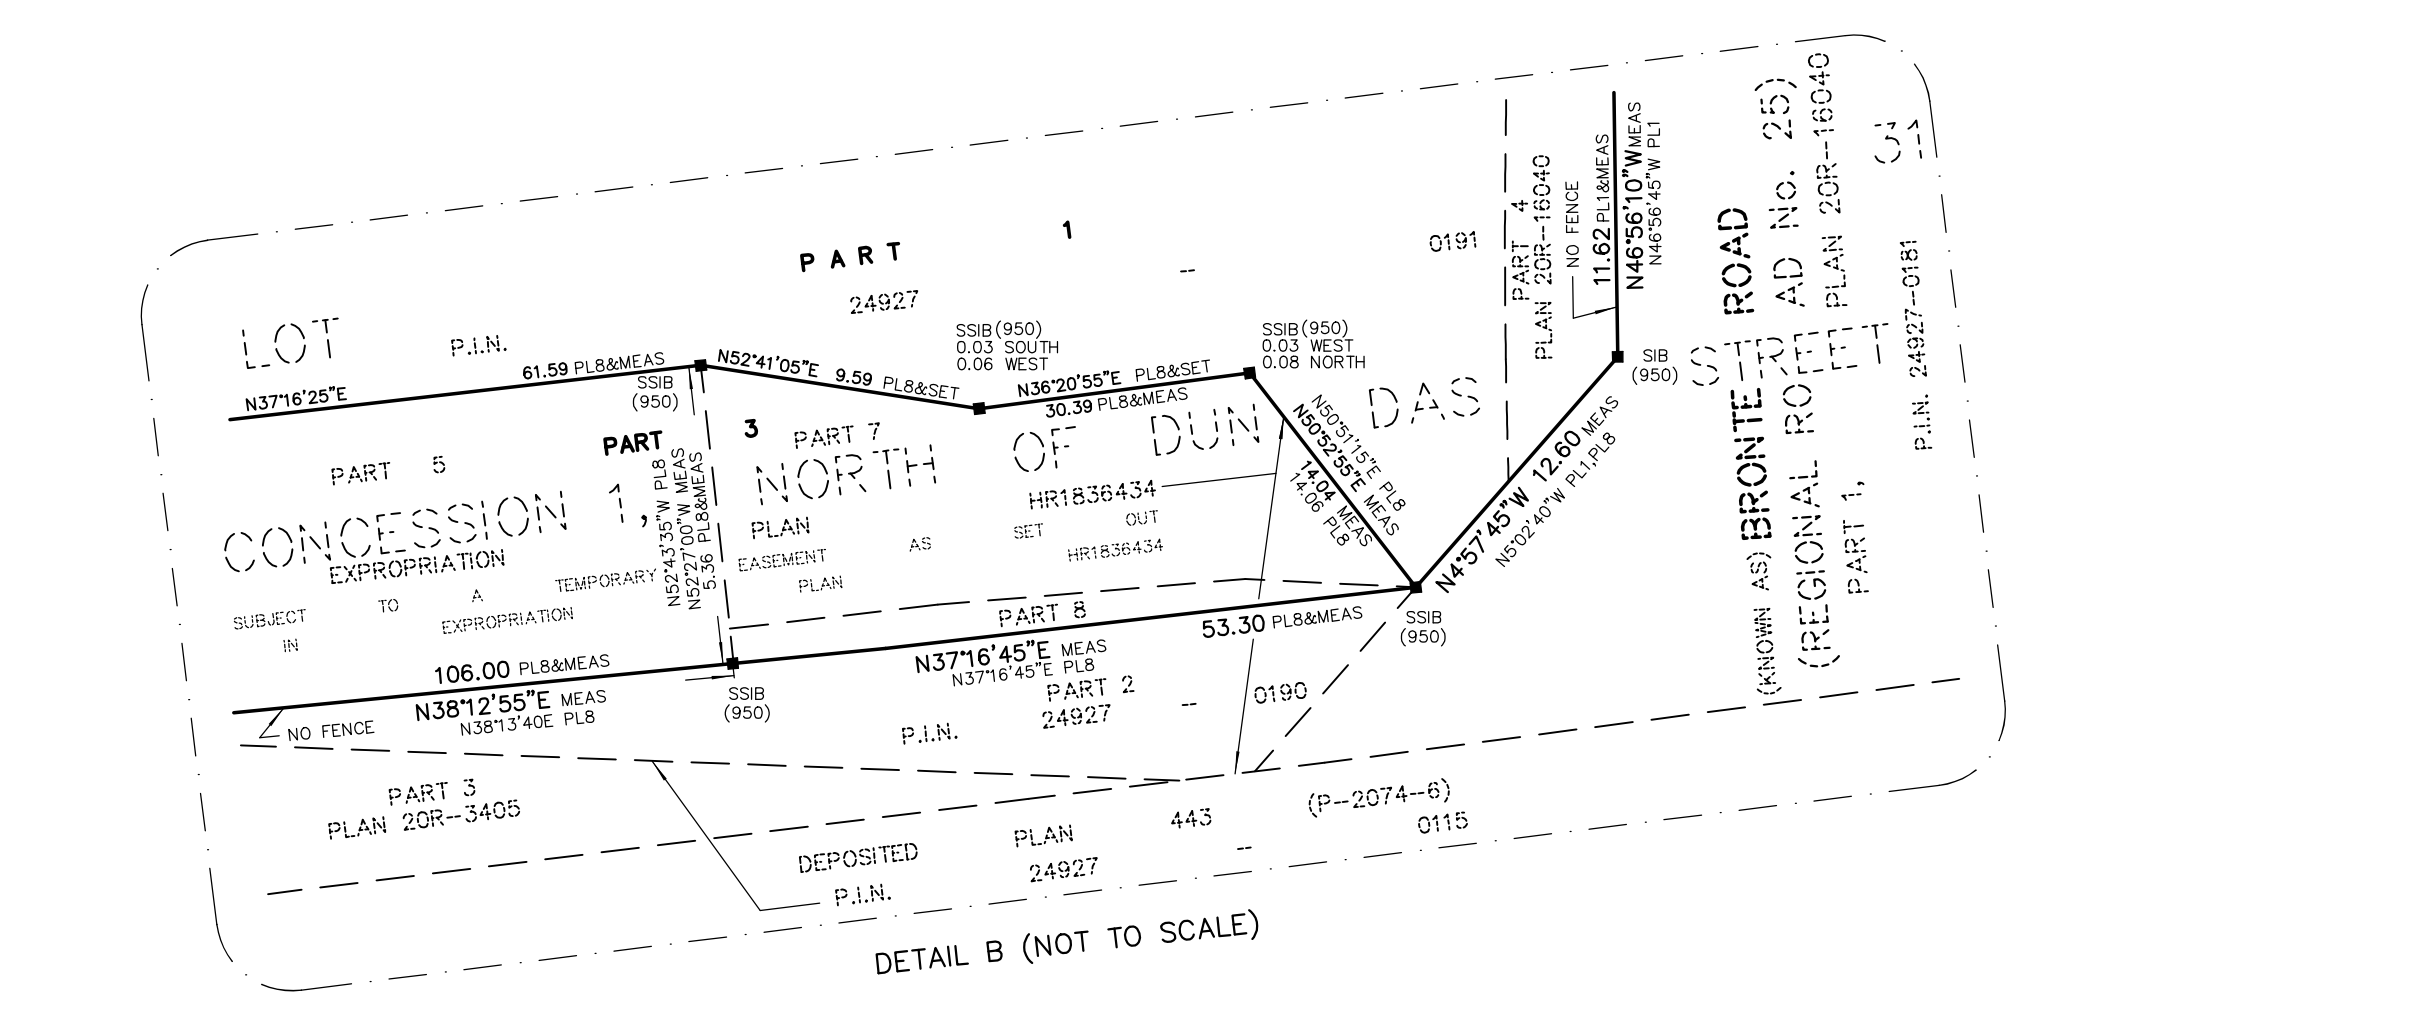 PART 1
24927 -- 0191
LOT
P.I.N.
N37°16'25"E
61.59 PL8&MEAS
SSIB
(950)
N52°41'05"E 9.59 PL8&SET
SSIB(950)
0.03 SOUTH
0.06 WEST
N36°20'55"E PL8&SET
30.39 PL8&MEAS
SSIB(950)
0.03 WEST
0.08 NORTH
N50°51'15"E PL8
N50°52'55"E MEAS
14.04 MEAS
14.06 PL8
PART 4
PLAN 20R--16040
NO FENCE
11.62 PL1&MEAS
N46°56'10"W MEAS
N46°56'45"W PL1
SIB
(950)
N4°57'45"W 12.60 MEAS
N5°02'40"W PL1,PL8
SSIB
(950)
STREET
(KNOWN AS) BRONTE ROAD
(REGIONAL ROAD No. 25)
PART 1, PLAN 20R--16040
P.I.N. 24927--0181
31
PART 3
PART 5
PART 7
CONCESSION 1, NORTH OF DUNDAS
EXPROPRIATION PLAN HR1836434
SUBJECT TO A TEMPORARY EASEMENT AS SET OUT
IN EXPROPRIATION PLAN HR1836434
N52°43'35"W PL8
N52°27'00"W MEAS
5.36 PL8&MEAS
PART 8
106.00 PL8&MEAS
N38°12'55"E MEAS
N38°13'40E PL8
NO FENCE
SSIB
(950)
53.30 PL8&MEAS
N37°16'45"E MEAS
N37°16'45"E PL8
PART 2
P.I.N. 24927 -- 0190
PART 3
PLAN 20R--3405
DEPOSITED PLAN 443 (P--2074--6)
P.I.N. 24927 -- 0115
DETAIL B (NOT TO SCALE)